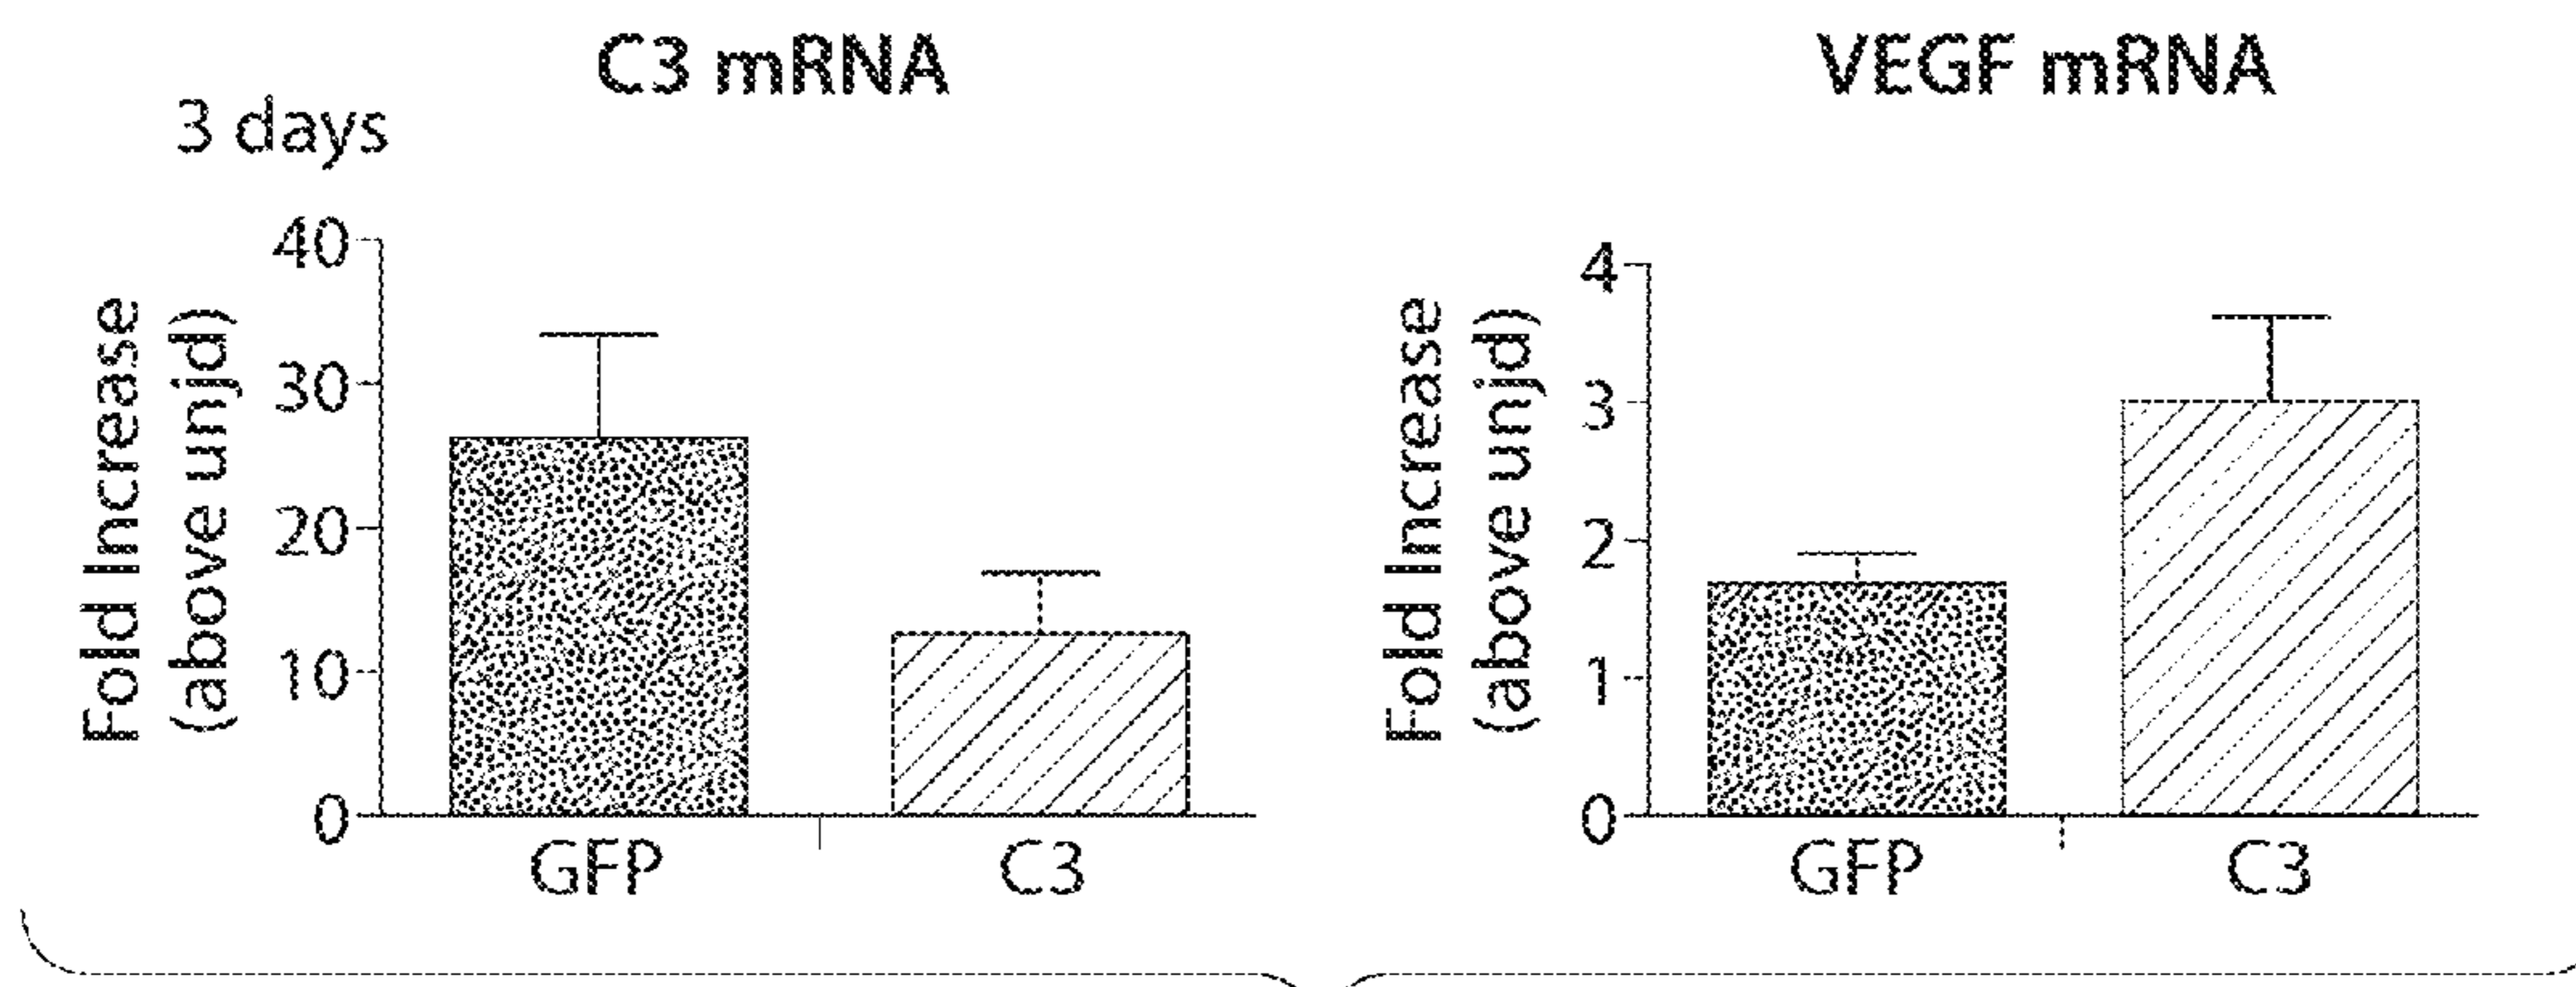 C3 mRNA
3 days
Fold Increase
(above unjd)
40
30
20
10
0
GFP
C3
VEGF mRNA
Fold Increase
(above unjd)
4
3
2
1
0
GFP
C3